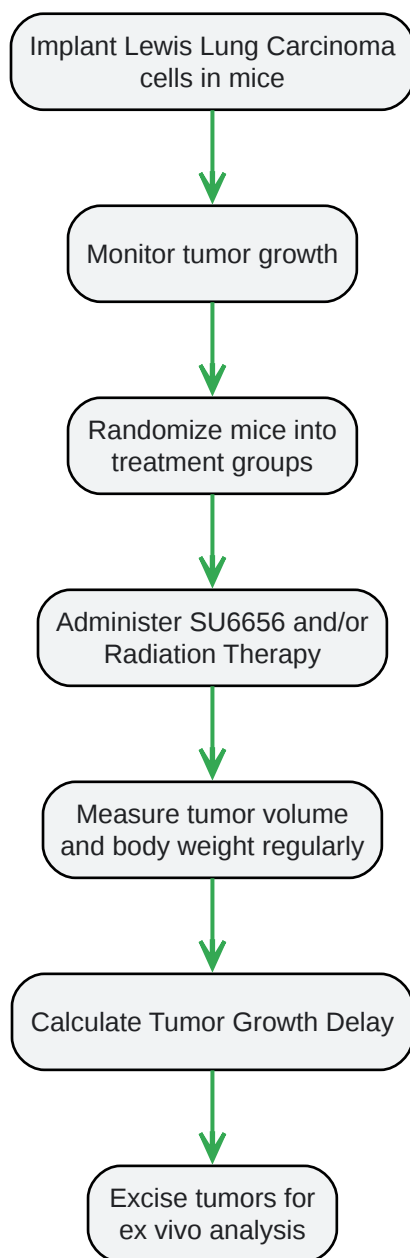 Implant Lewis Lung Carcinoma
cells in mice
Monitor tumor growth
Randomize mice into
treatment groups
Administer SU6656 and/or
Radiation Therapy
Measure tumor volume
and body weight regularly
Calculate Tumor Growth Delay
Excise tumors for
ex vivo analysis